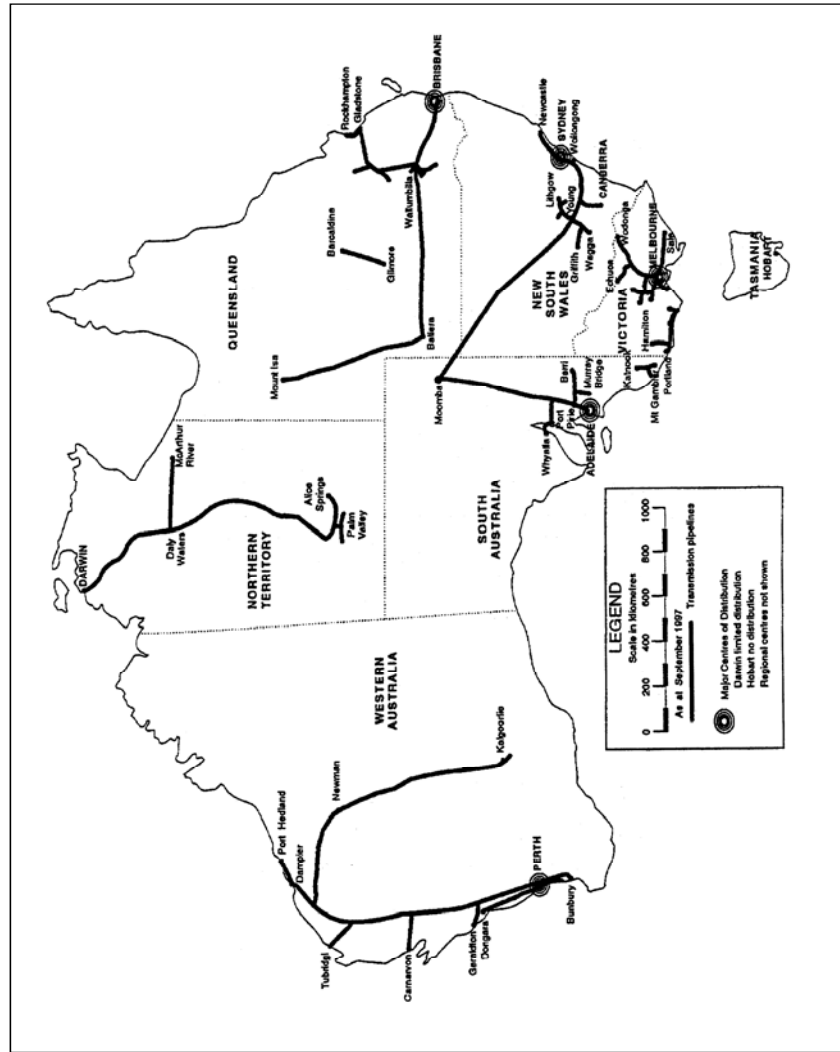 DARWIN
Daly
Waters
McArthur
River
NORTHERN
TERRITORY
Alice
Springs
Palm
Valley
QUEENSLAND
Mount Isa
Barcaldine
Gilmore
Ballera
Wallumbilla
Rockhampton
Gladstone
BRISBANE
WESTERN
AUSTRALIA
Port Hedland
Dampier
Newman
Tubridgi
Carnarvon
Geraldton
Dongara
PERTH
Bunbury
Kalgoorlie
SOUTH
AUSTRALIA
Moomba
Whyalla
Port
Pirie
Berri
Murray
Bridge
ADELAIDE
NEW
SOUTH
WALES
Newcastle
SYDNEY
Wollongong
Lithgow
Young
CANBERRA
Griffith
Wagga
Wodonga
Echuca
MELBOURNE
Sale
VICTORIA
Hamilton
Katnook
Mt Gambier
Portland
TASMANIA
HOBART
LEGEND
Scale in kilometres
0 200 400 600 800 1000
As at September 1997 Transmission pipelines
Major Centres of Distribution
Darwin limited distribution
Hobart no distribution
Regional centres not shown